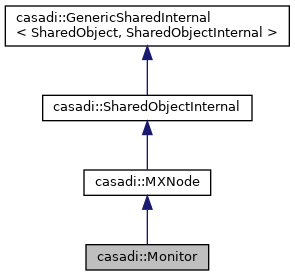 casadi::GenericSharedInternal
< SharedObject, SharedObjectInternal >
casadi::SharedObjectInternal
casadi::MXNode
casadi::Monitor